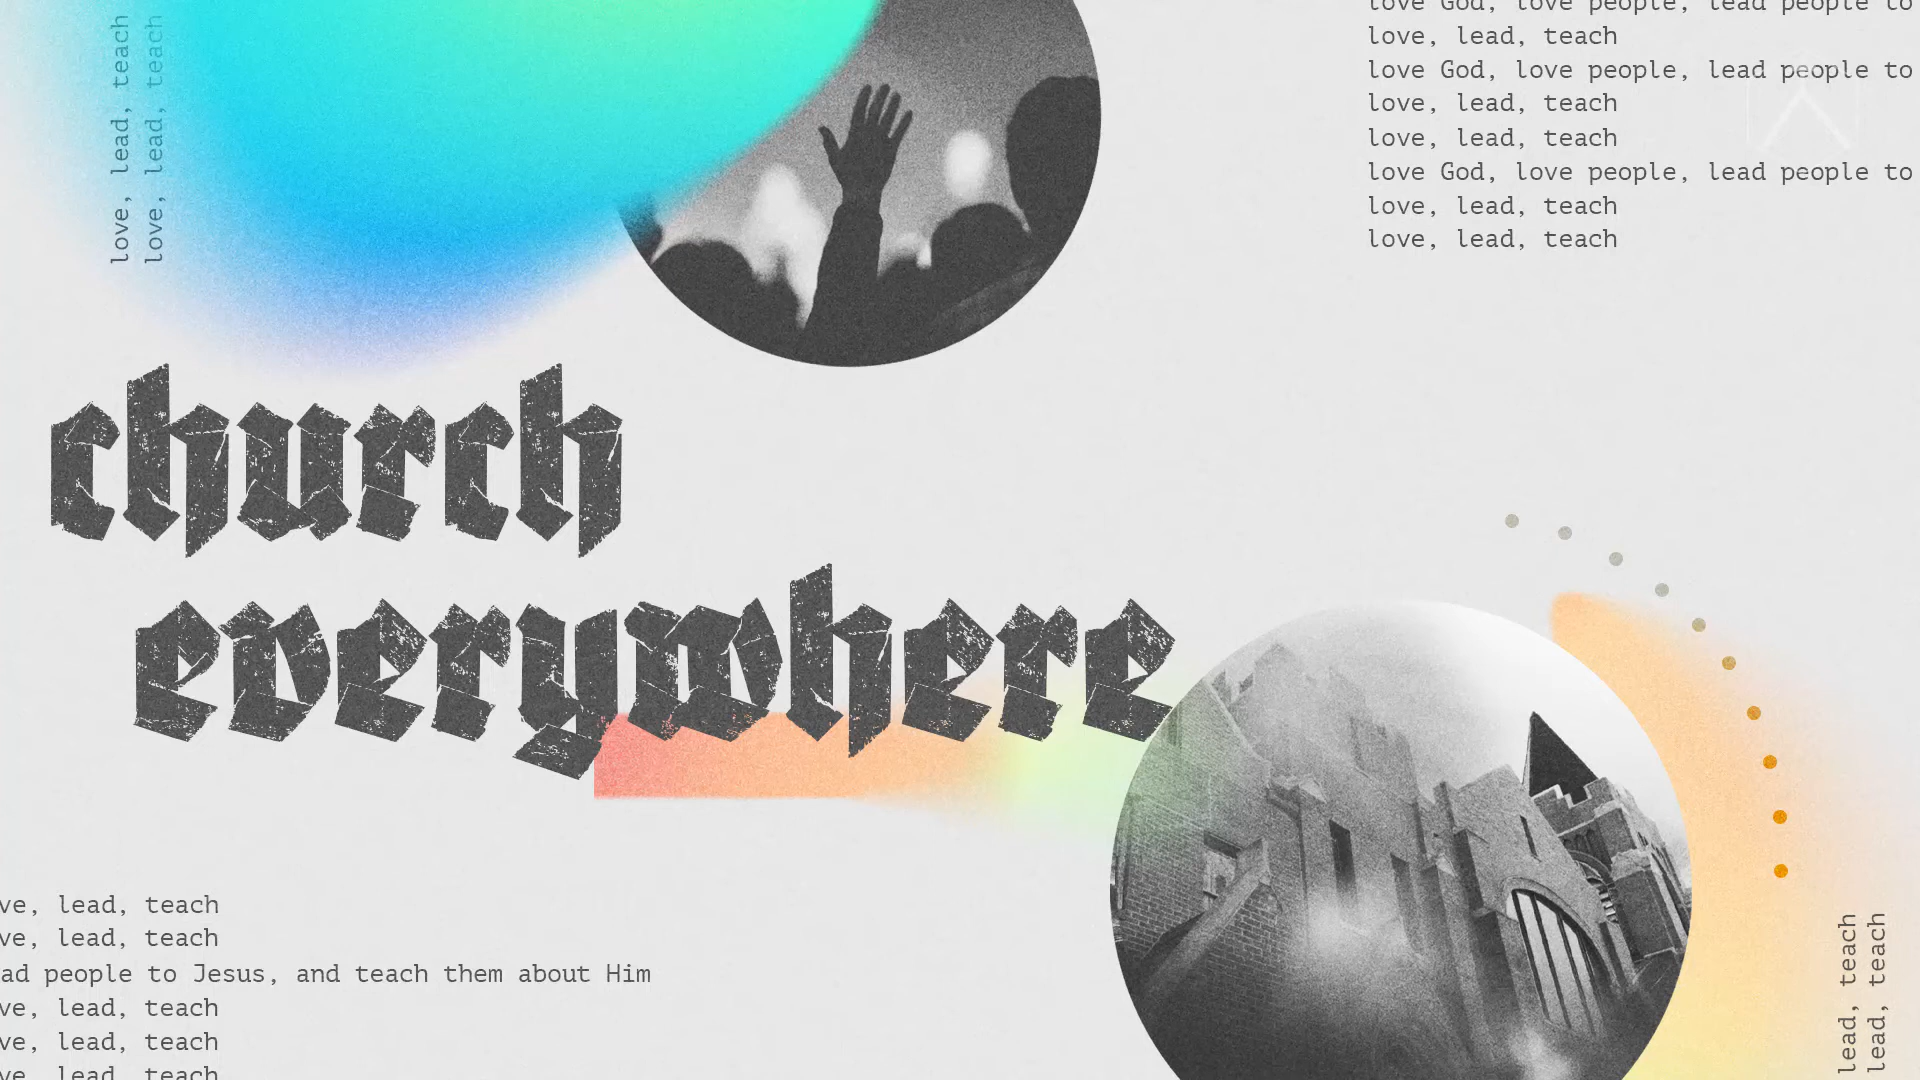 love, lead, teach
love, lead, teach
love God, love people, lead people to
love, lead, teach
love God, love people, lead people to
love, lead, teach
love, lead, teach
love God, love people, lead people to
love, lead, teach
love, lead, teach
church
everywhere
ve, lead, teach
ve, lead, teach
ad people to Jesus, and teach them about Him
ve, lead, teach
ve, lead, teach
ve, lead, teach
lead, teach
lead, teach